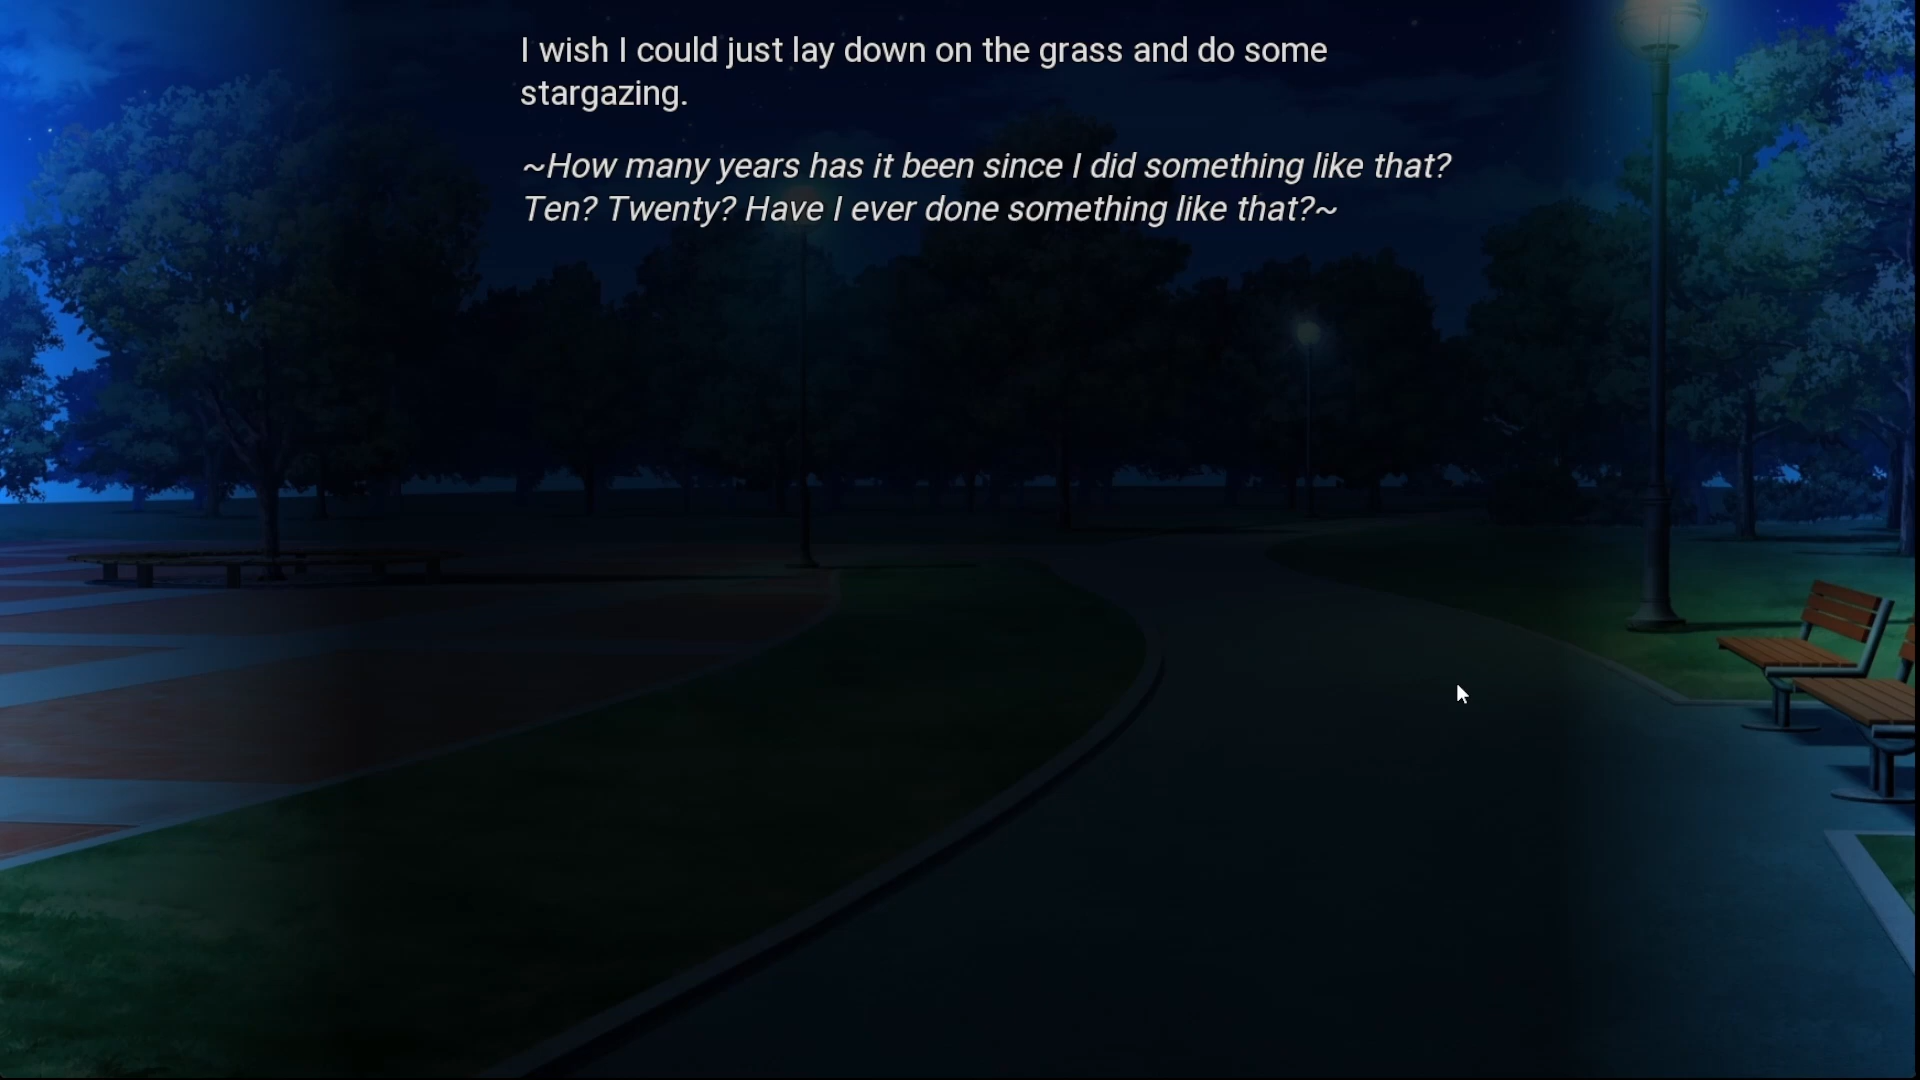 I wish I could just lay down on the grass and do some
stargazing.
~How many years has it been since I did something like that?
Ten? Twenty? Have I ever done something like that?~